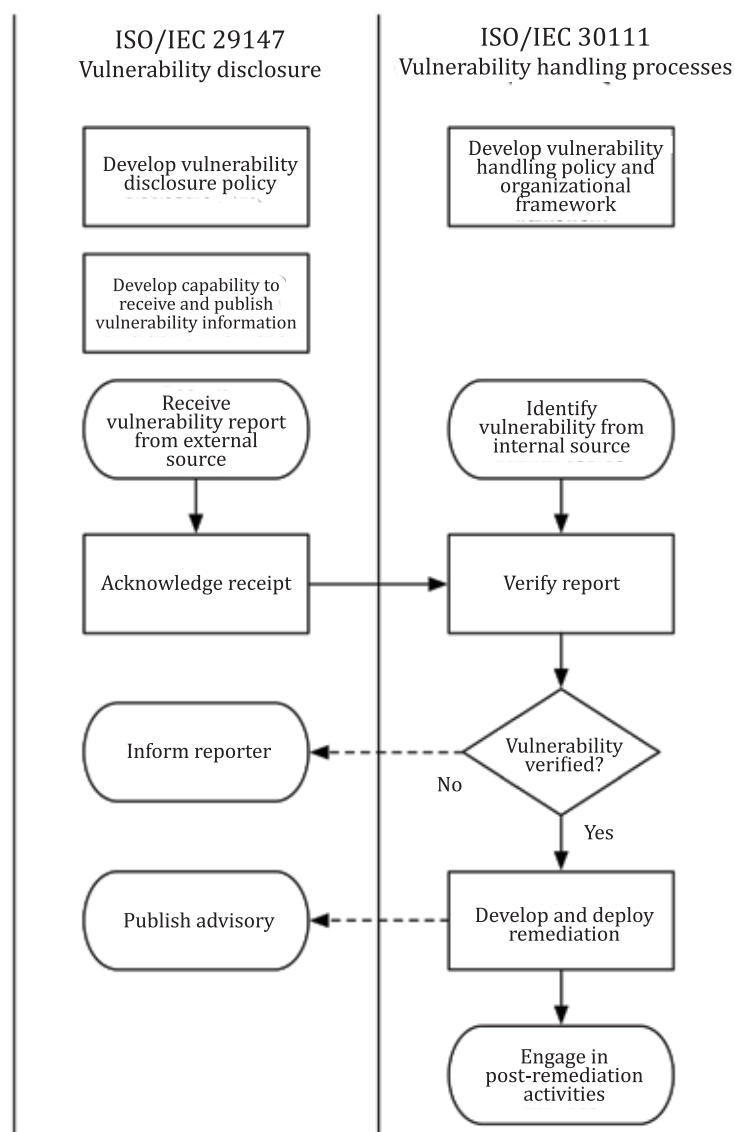 ISO/IEC 29147
Vulnerability disclosure
ISO/IEC 30111
Vulnerability handling processes
Develop vulnerability
disclosure policy
Develop vulnerability
handling policy and
organizational
framework
Develop capability to
receive and publish
vulnerability information
Receive
vulnerability report
from external
source
Identify
vulnerability from
internal source
Acknowledge receipt
Verify report
Inform reporter
Vulnerability
verified?
No
Yes
Publish advisory
Develop and deploy
remediation
Engage in
post-remediation
activities